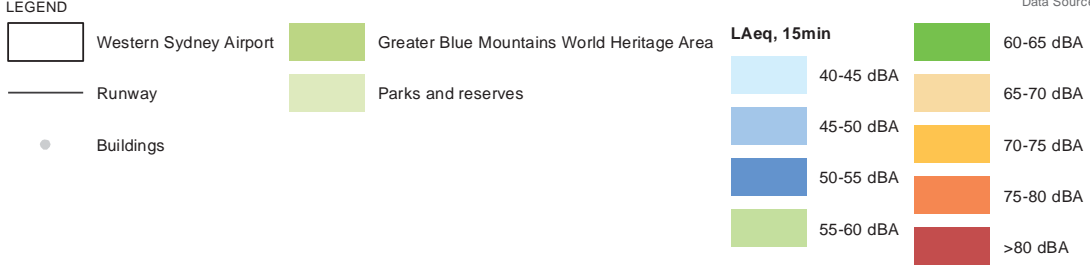 LEGEND
Data Source
Western Sydney Airport
Runway
Buildings
Greater Blue Mountains World Heritage Area
Parks and reserves
LAeq, 15min
40-45 dBA
45-50 dBA
50-55 dBA
55-60 dBA
60-65 dBA
65-70 dBA
70-75 dBA
75-80 dBA
>80 dBA